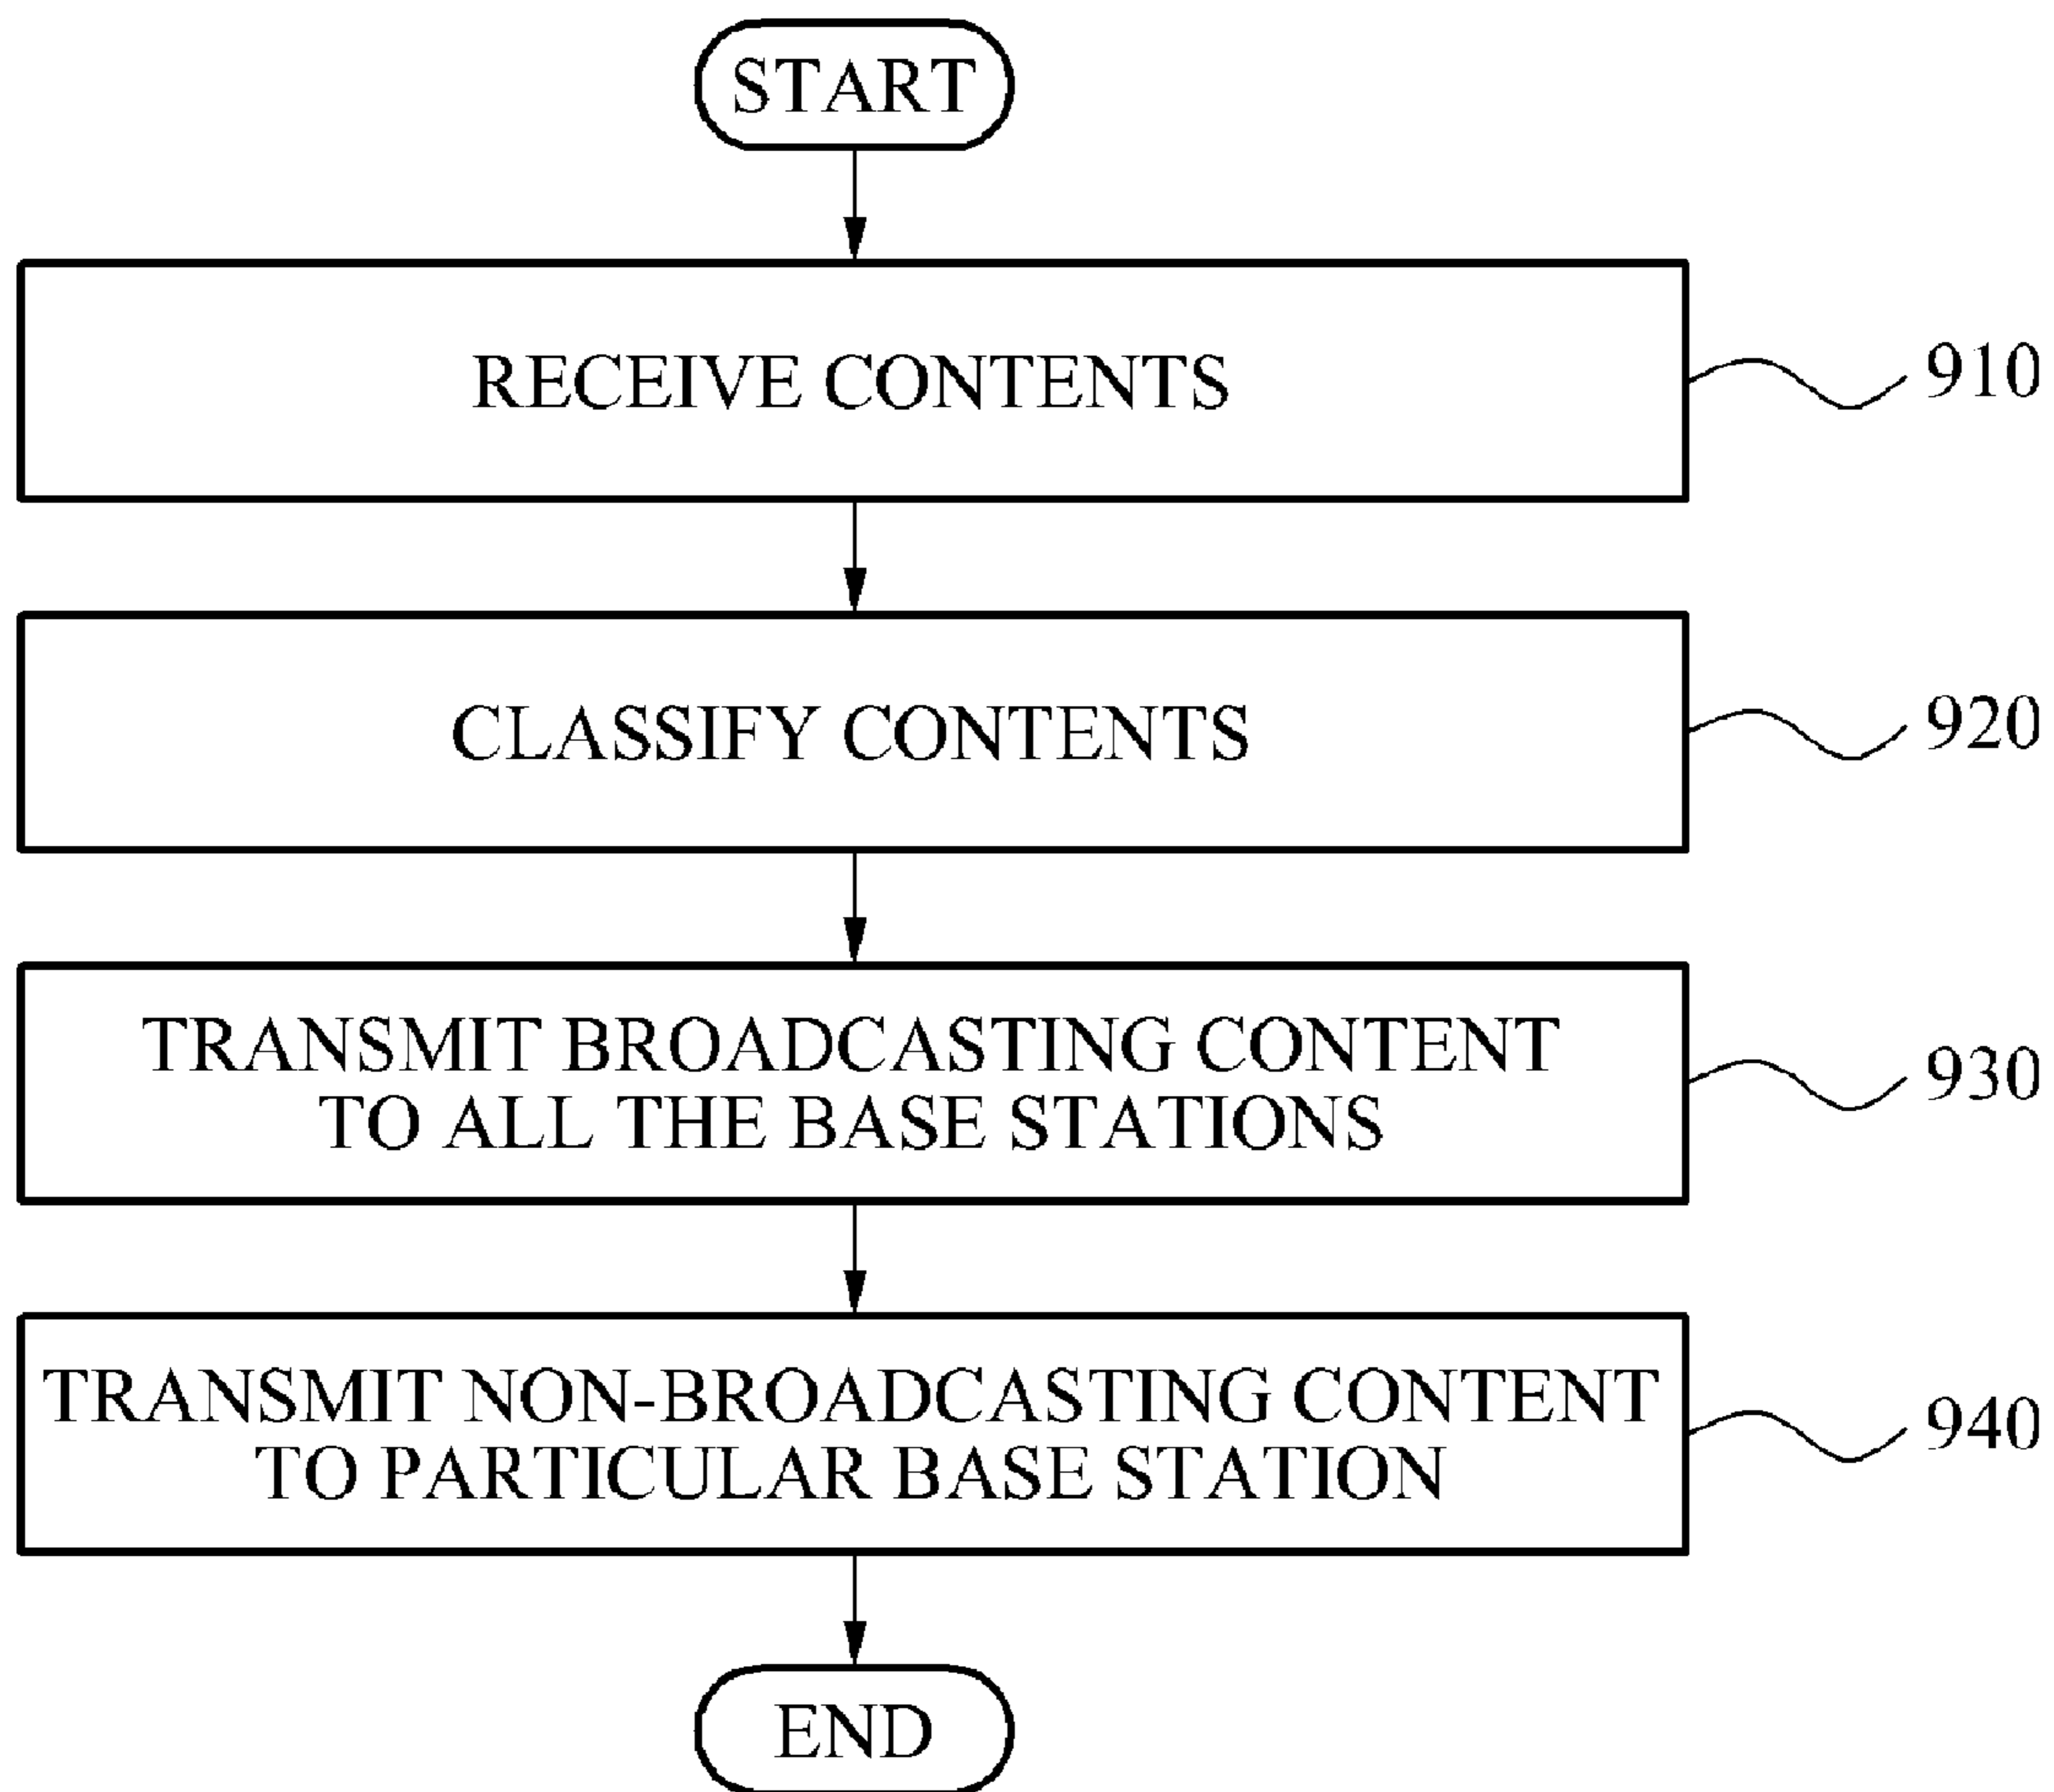 START
RECEIVE CONTENTS
910
CLASSIFY CONTENTS
920
TRANSMIT BROADCASTING CONTENT
TO ALL THE BASE STATIONS
930
TRANSMIT NON-BROADCASTING CONTENT
TO PARTICULAR BASE STATION
940
END